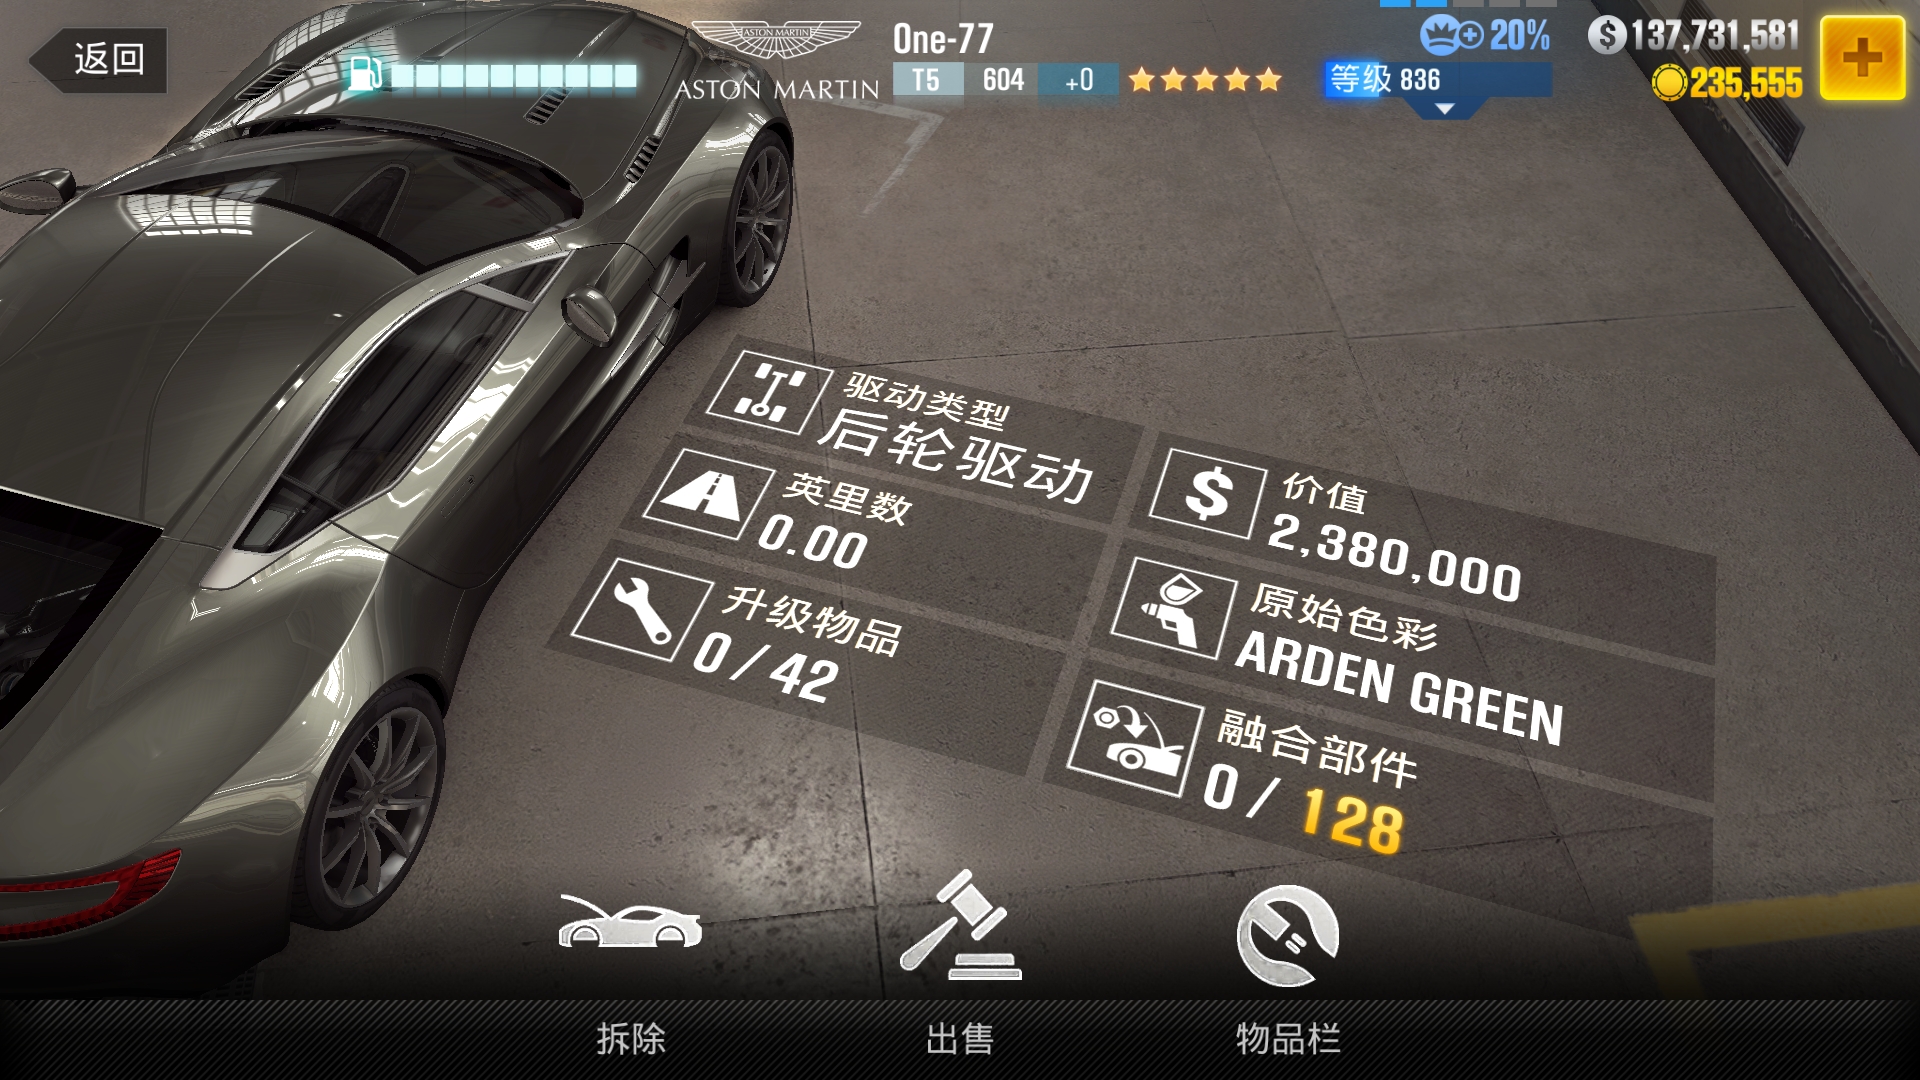 返回
ASTON MARTIN
ASTON MARTIN
One-77
T5 604 +0
20%
等级 836
137,731,581
235,555
驱动类型
后轮驱动
英里数
0.00
升级物品
0/42
价值
2,380,000
原始色彩
ARDEN GREEN
融合部件
0/128
拆除
出售
物品栏